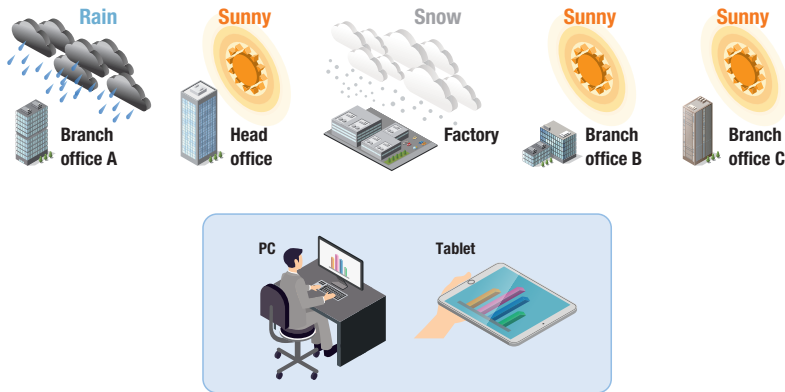 Rain
Sunny
Snow
Sunny
Sunny
Branch
office A
Head
office
Factory
Branch
office B
Branch
office C
PC
Tablet